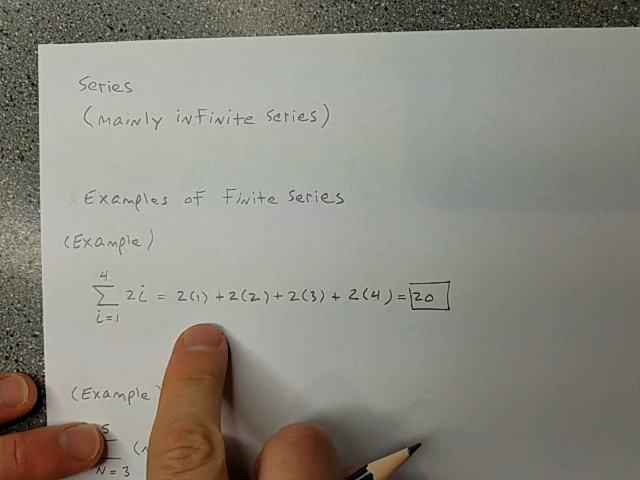 Series
(mainly infinite series)
Examples of finite series
(Example)
4
∑ 2i = 2(1) + 2(2) + 2(3) + 2(4) = 20
i=1
(Example
5
N=3